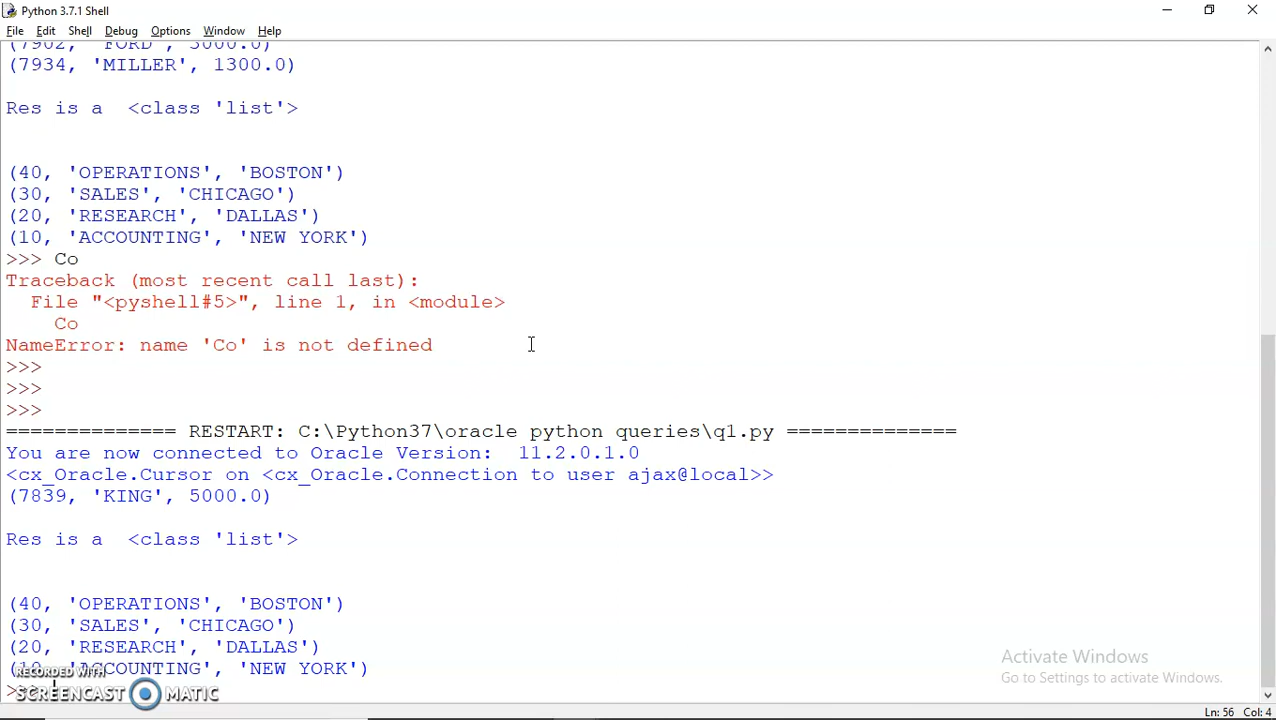 Python 3.7.1 Shell
File Edit Shell Debug Options Window Help
(7902, 'FORD', 3000.0)
(7934, 'MILLER', 1300.0)
Res is a  <class 'list'>
(40, 'OPERATIONS', 'BOSTON')
(30, 'SALES', 'CHICAGO')
(20, 'RESEARCH', 'DALLAS')
(10, 'ACCOUNTING', 'NEW YORK')
>>> Co
Traceback (most recent call last):
  File "<pyshell#5>", line 1, in <module>
    Co
NameError: name 'Co' is not defined
>>>
>>>
>>>
============== RESTART: C:\Python37\oracle python queries\q1.py ==============
You are now connected to Oracle Version:  11.2.0.1.0
<cx_Oracle.Cursor on <cx_Oracle.Connection to user ajax@local>>
(7839, 'KING', 5000.0)
Res is a  <class 'list'>
(40, 'OPERATIONS', 'BOSTON')
(30, 'SALES', 'CHICAGO')
(20, 'RESEARCH', 'DALLAS')
(10, 'ACCOUNTING', 'NEW YORK')
>>>
RECORDED WITH
SCREENCAST MATIC
Activate Windows
Go to Settings to activate Windows.
Ln: 56 Col: 4